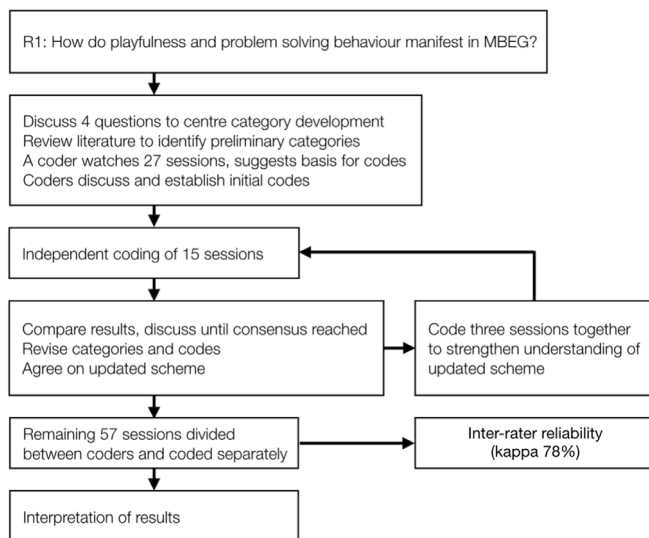 R1: How do playfulness and problem solving behaviour manifest in MBEG?
Discuss 4 questions to centre category development
Review literature to identify preliminary categories
A coder watches 27 sessions, suggests basis for codes
Coders discuss and establish initial codes
Independent coding of 15 sessions
Compare results, discuss until consensus reached
Revise categories and codes
Agree on updated scheme
Code three sessions together
to strengthen understanding of
updated scheme
Remaining 57 sessions divided
between coders and coded separately
Inter-rater reliability
(kappa 78%)
Interpretation of results